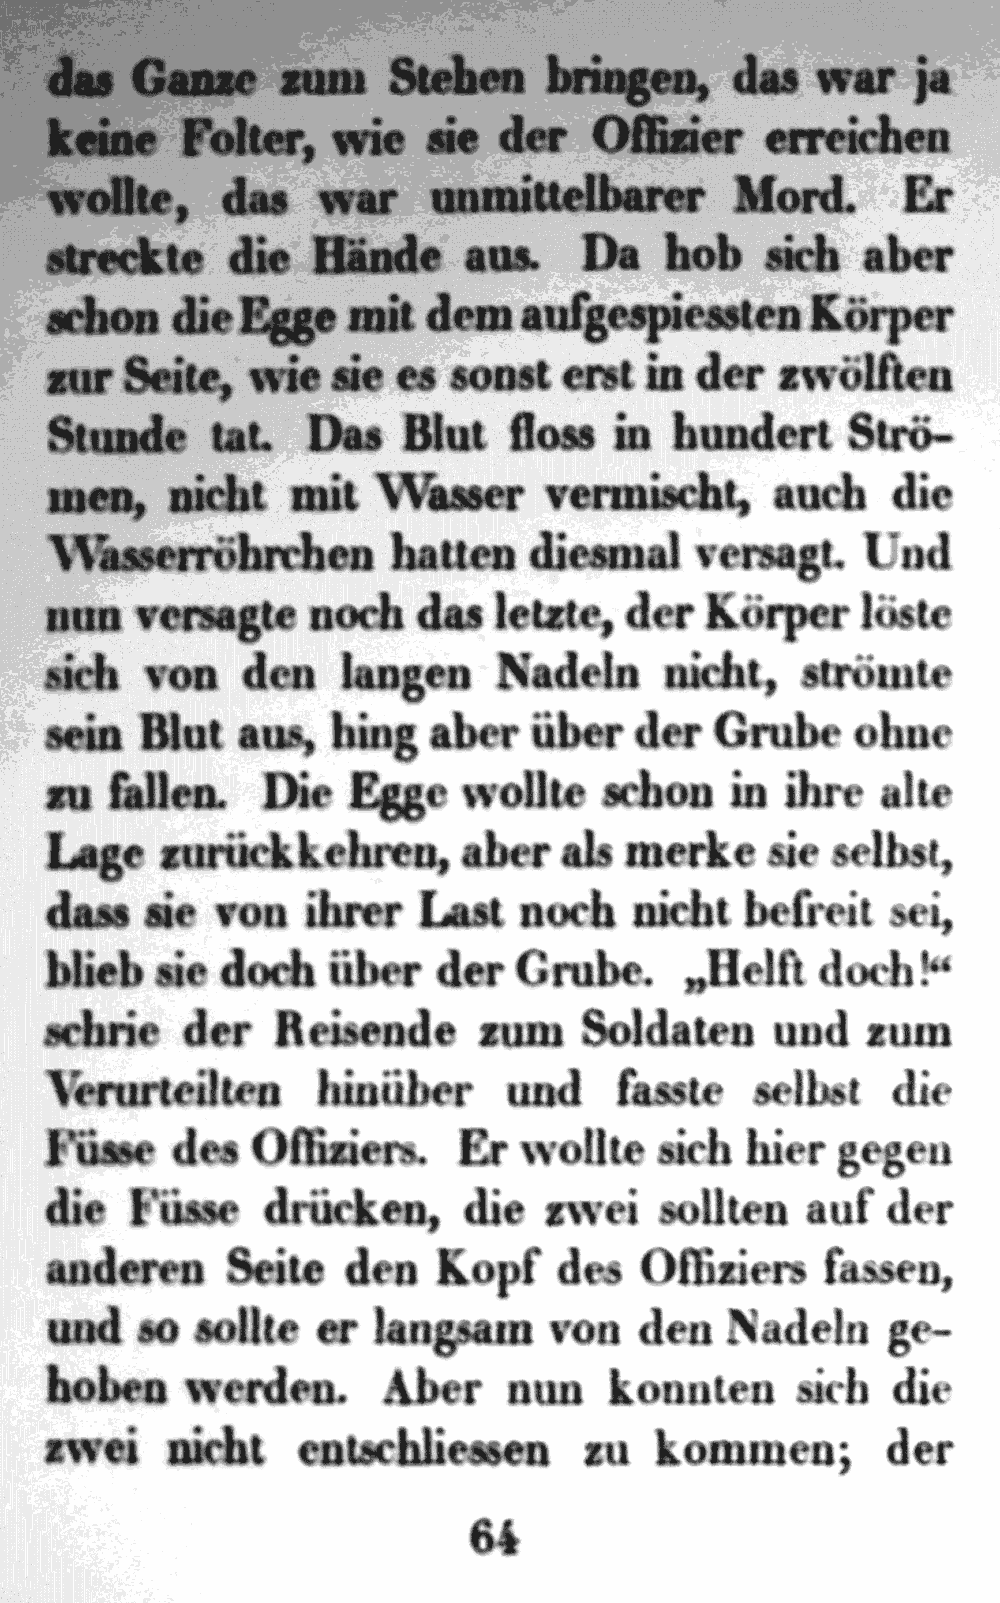 das Ganze zum Stehen bringen, das war ja
keine Folter, wie sie der Offizier erreichen
wollte, das war unmittelbarer Mord. Er
streckte die Hände aus. Da hob sich aber
schon die Egge mit dem aufgespiessten Körper
zur Seite, wie sie es sonst erst in der zwölften
Stunde tat. Das Blut floss in hundert Strö-
men, nicht mit Wasser vermischt, auch die
Wasserröhrchen hatten diesmal versagt. Und
nun versagte noch das letzte, der Körper löste
sich von den langen Nadeln nicht, strömte
sein Blut aus, hing aber über der Grube ohne
zu fallen. Die Egge wollte schon in ihre alte
Lage zurückkehren, aber als merke sie selbst,
dass sie von ihrer Last noch nicht befreit sei,
blieb sie doch über der Grube. „Helft doch!“
schrie der Reisende zum Soldaten und zum
Verurteilten hinüber und fasste selbst die
Füsse des Offiziers. Er wollte sich hier gegen
die Füsse drücken, die zwei sollten auf der
anderen Seite den Kopf des Offiziers fassen,
und so sollte er langsam von den Nadeln ge-
hoben werden. Aber nun konnten sich die
zwei nicht entschliessen zu kommen; der
64